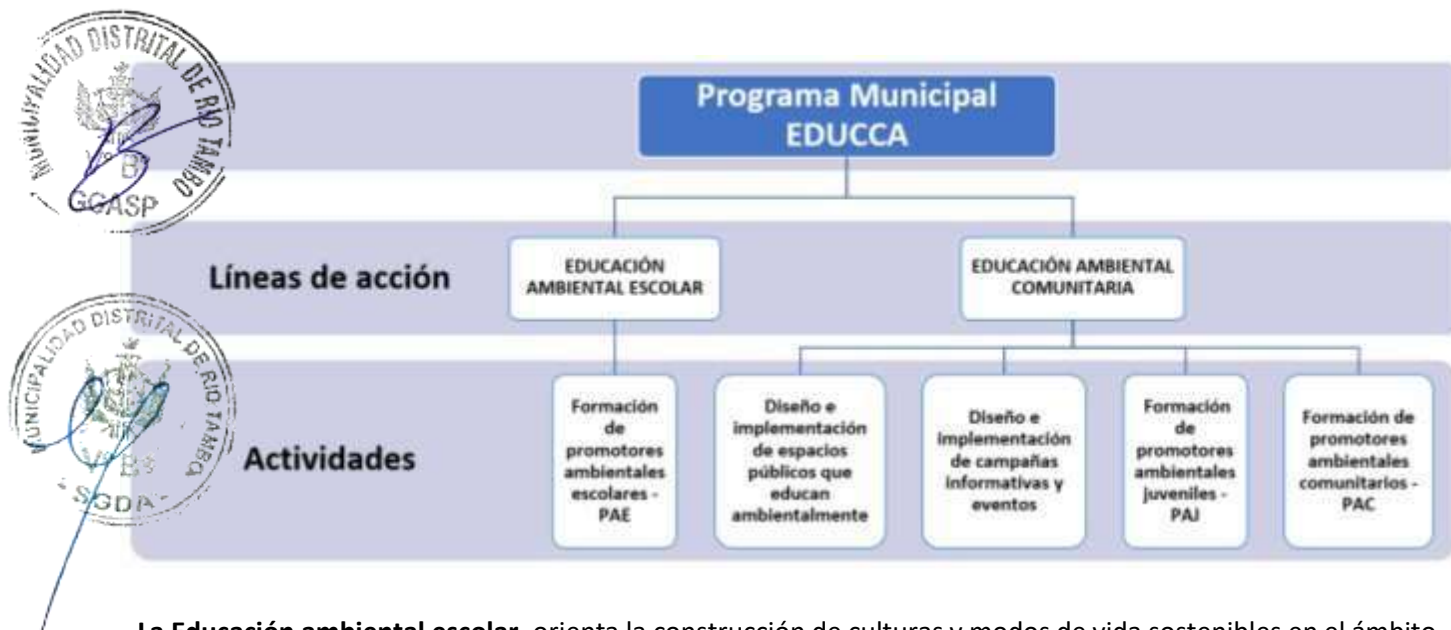 MUNICIPALIDAD DISTRITAL DE RIO TAMBO
V° B°
GGASP
Programa Municipal
EDUCCA
Líneas de acción
EDUCACIÓN
AMBIENTAL ESCOLAR
EDUCACIÓN AMBIENTAL
COMUNITARIA
MUNICIPALIDAD DISTRITAL DE RIO TAMBO
V° B°
SGDA
Actividades
Formación
de
promotores
ambientales
escolares -
PAE
Diseño e
implementación
de espacios
públicos que
educan
ambientalmente
Diseño e
implementación
de campañas
informativas y
eventos
Formación
de
promotores
ambientales
juveniles -
PAJ
Formación de
promotores
ambientales
comunitarios -
PAC
La Educación ambiental escolar, orienta la construcción de culturas y modos de vida sostenibles en el ámbito